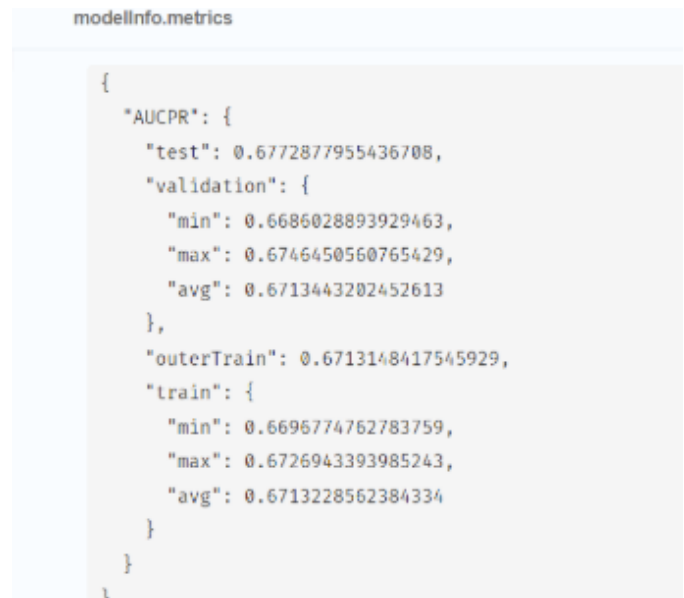 modelInfo.metrics
{
"AUCPR": {
"test": 0.6772877955436708,
"validation": {
"min": 0.6686028893929463,
"max": 0.6746450560765429,
"avg": 0.6713443202452613
},
"outerTrain": 0.6713148417545929,
"train": {
"min": 0.6696774762783759,
"max": 0.6726943393985243,
"avg": 0.6713228562384334
}
}
}